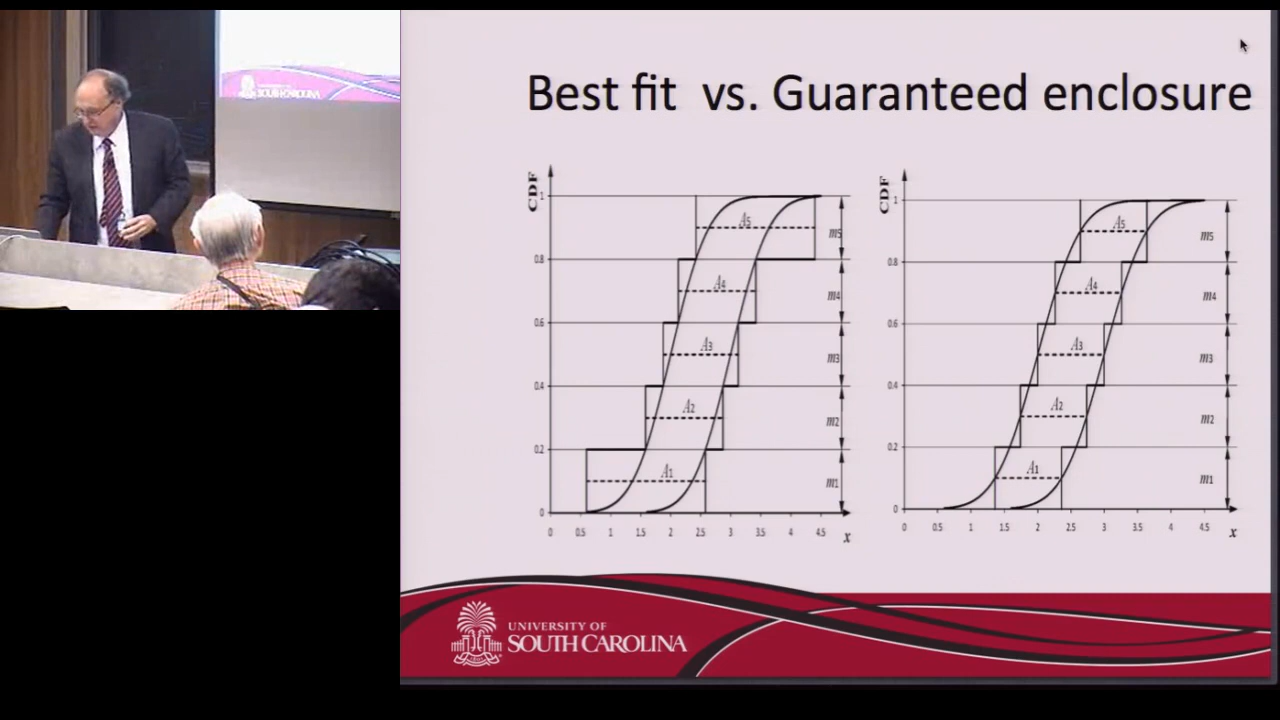 Best fit vs. Guaranteed enclosure
CDF
1
0.8
0.6
0.4
0.2
0
0 0.5 1 1.5 2 2.5 3 3.5 4 4.5 x
A5
A4
A3
A2
A1
m5
m4
m3
m2
m1
CDF
1
0.8
0.6
0.4
0.2
0
0 0.5 1 1.5 2 2.5 3 3.5 4 4.5 x
A5
A4
A3
A2
A1
m5
m4
m3
m2
m1
UNIVERSITY OF
SOUTH CAROLINA
SOUTH CAROLINA